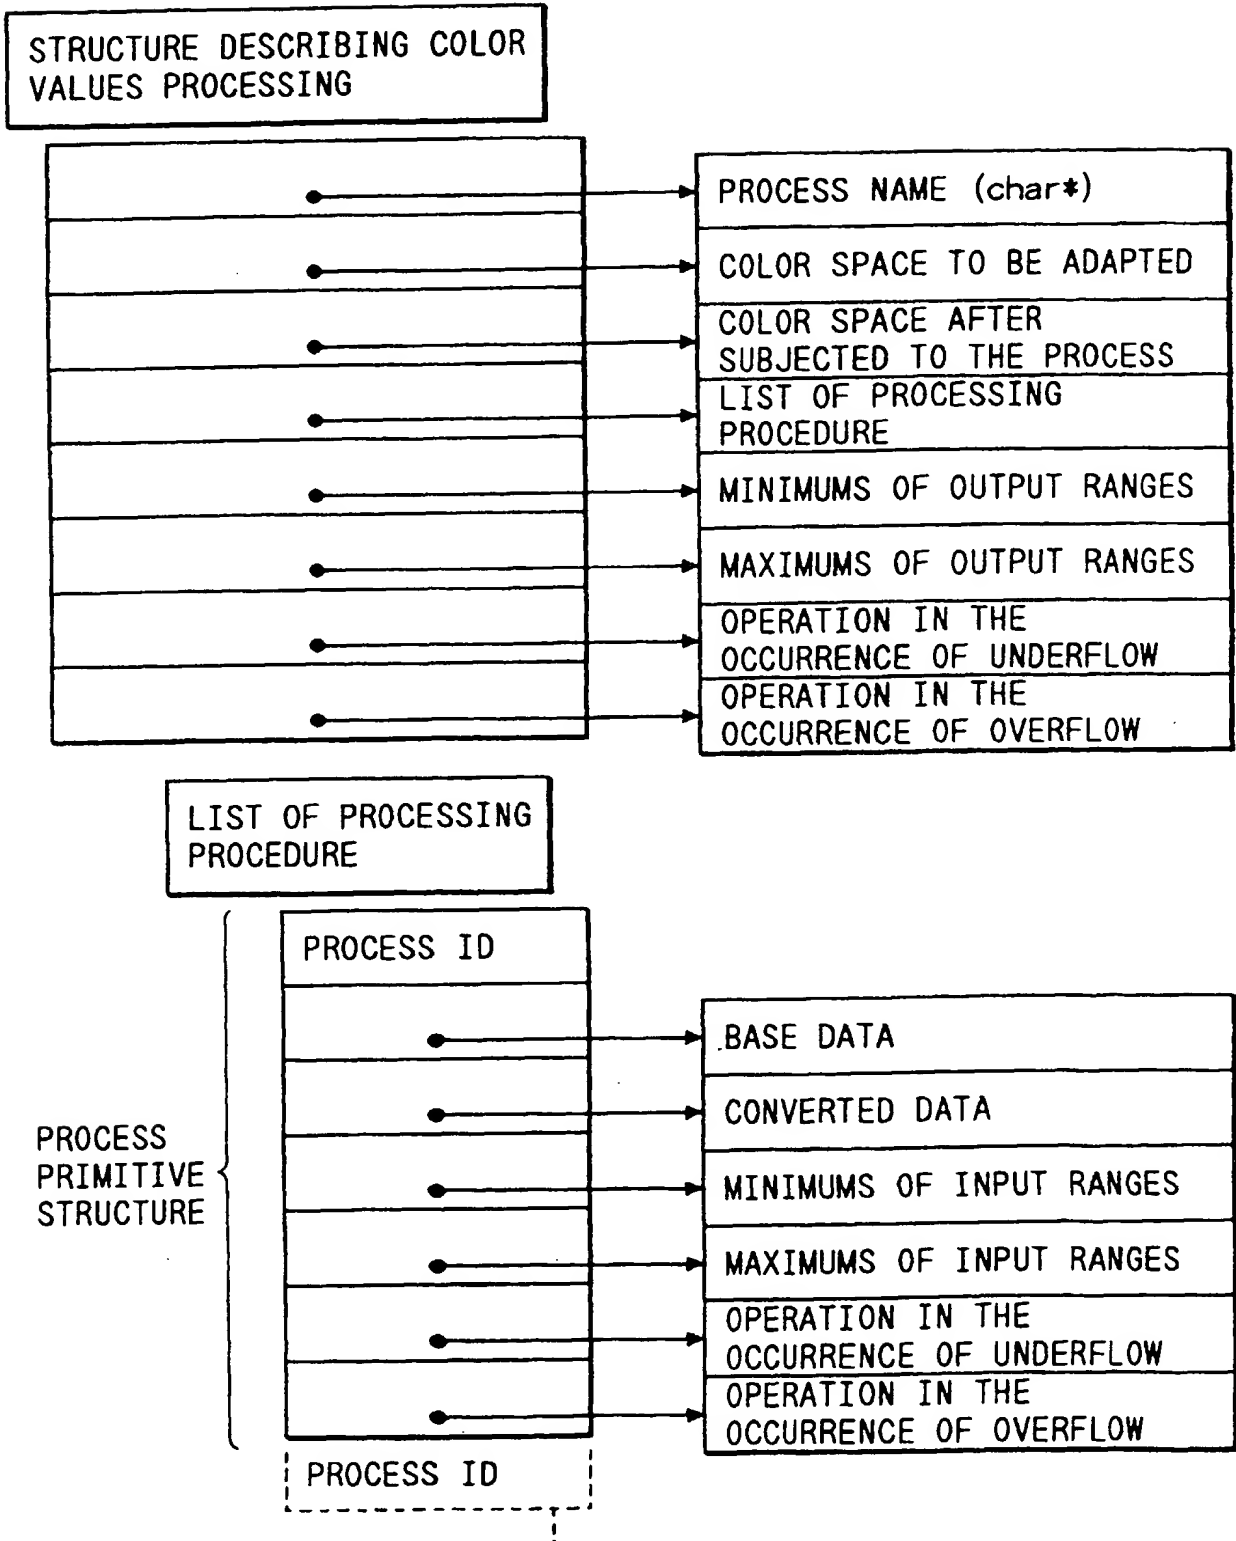 STRUCTURE DESCRIBING COLOR
VALUES PROCESSING
PROCESS NAME (char*)
COLOR SPACE TO BE ADAPTED
COLOR SPACE AFTER
SUBJECTED TO THE PROCESS
LIST OF PROCESSING
PROCEDURE
MINIMUMS OF OUTPUT RANGES
MAXIMUMS OF OUTPUT RANGES
OPERATION IN THE
OCCURRENCE OF UNDERFLOW
OPERATION IN THE
OCCURRENCE OF OVERFLOW
LIST OF PROCESSING
PROCEDURE
PROCESS ID
BASE DATA
CONVERTED DATA
PROCESS
PRIMITIVE
STRUCTURE
MINIMUMS OF INPUT RANGES
MAXIMUMS OF INPUT RANGES
OPERATION IN THE
OCCURRENCE OF UNDERFLOW
OPERATION IN THE
OCCURRENCE OF OVERFLOW
PROCESS ID